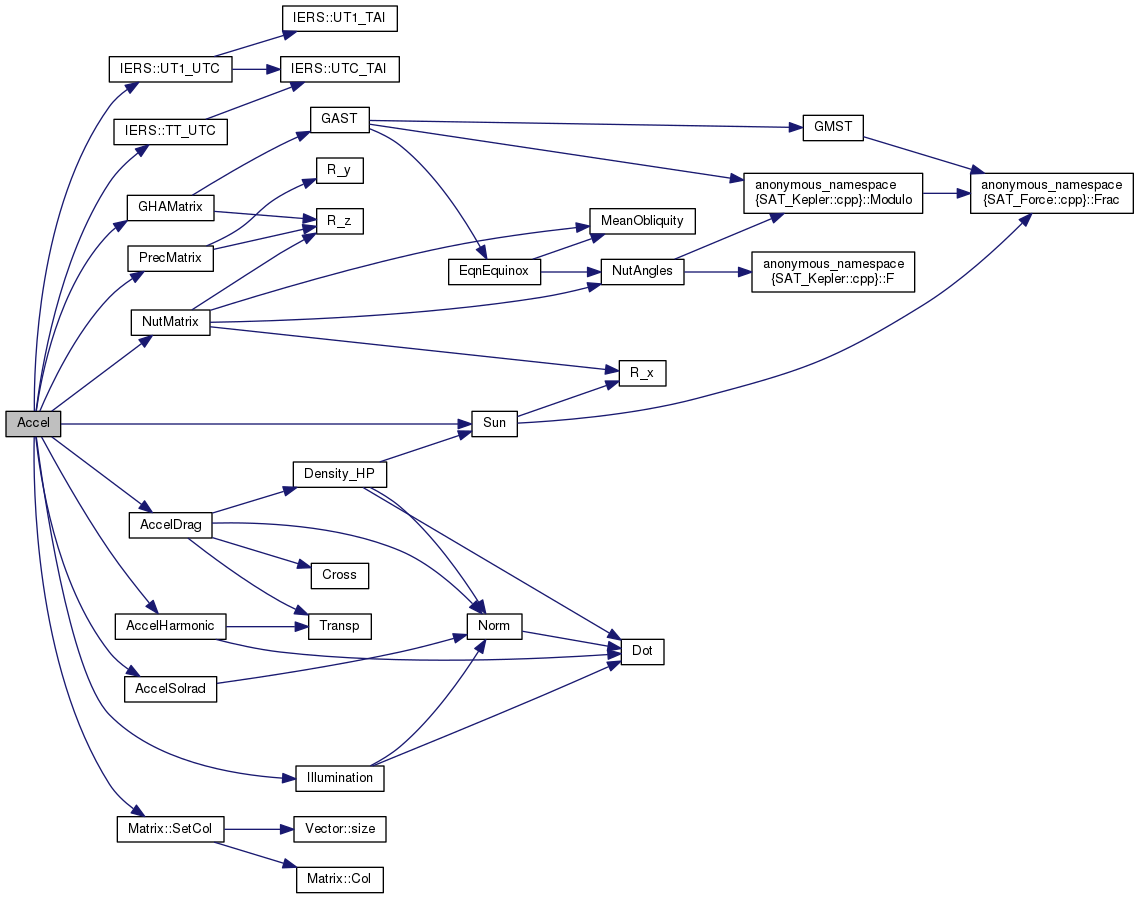 IERS::UT1_TAI
IERS::UT1_UTC
IERS::UTC_TAI
IERS::TT_UTC
GAST
GMST
R_y
anonymous_namespace
{SAT_Kepler::cpp}::Modulo
anonymous_namespace
{SAT_Force::cpp}::Frac
GHAMatrix
R_z
MeanObliquity
PrecMatrix
EqnEquinox
NutAngles
anonymous_namespace
{SAT_Kepler::cpp}::F
NutMatrix
R_x
Accel
Sun
Density_HP
AccelDrag
Cross
AccelHarmonic
Transp
Norm
Dot
AccelSolrad
Illumination
Matrix::SetCol
Vector::size
Matrix::Col